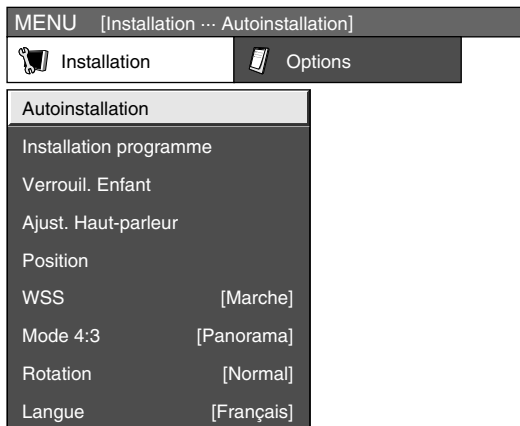 MENU [Installation ··· Autoinstallation]
Installation Options
Autoinstallation
Installation programme
Verrouil. Enfant
Ajust. Haut-parleur
Position
WSS [Marche]
Mode 4:3 [Panorama]
Rotation [Normal]
Langue [Français]